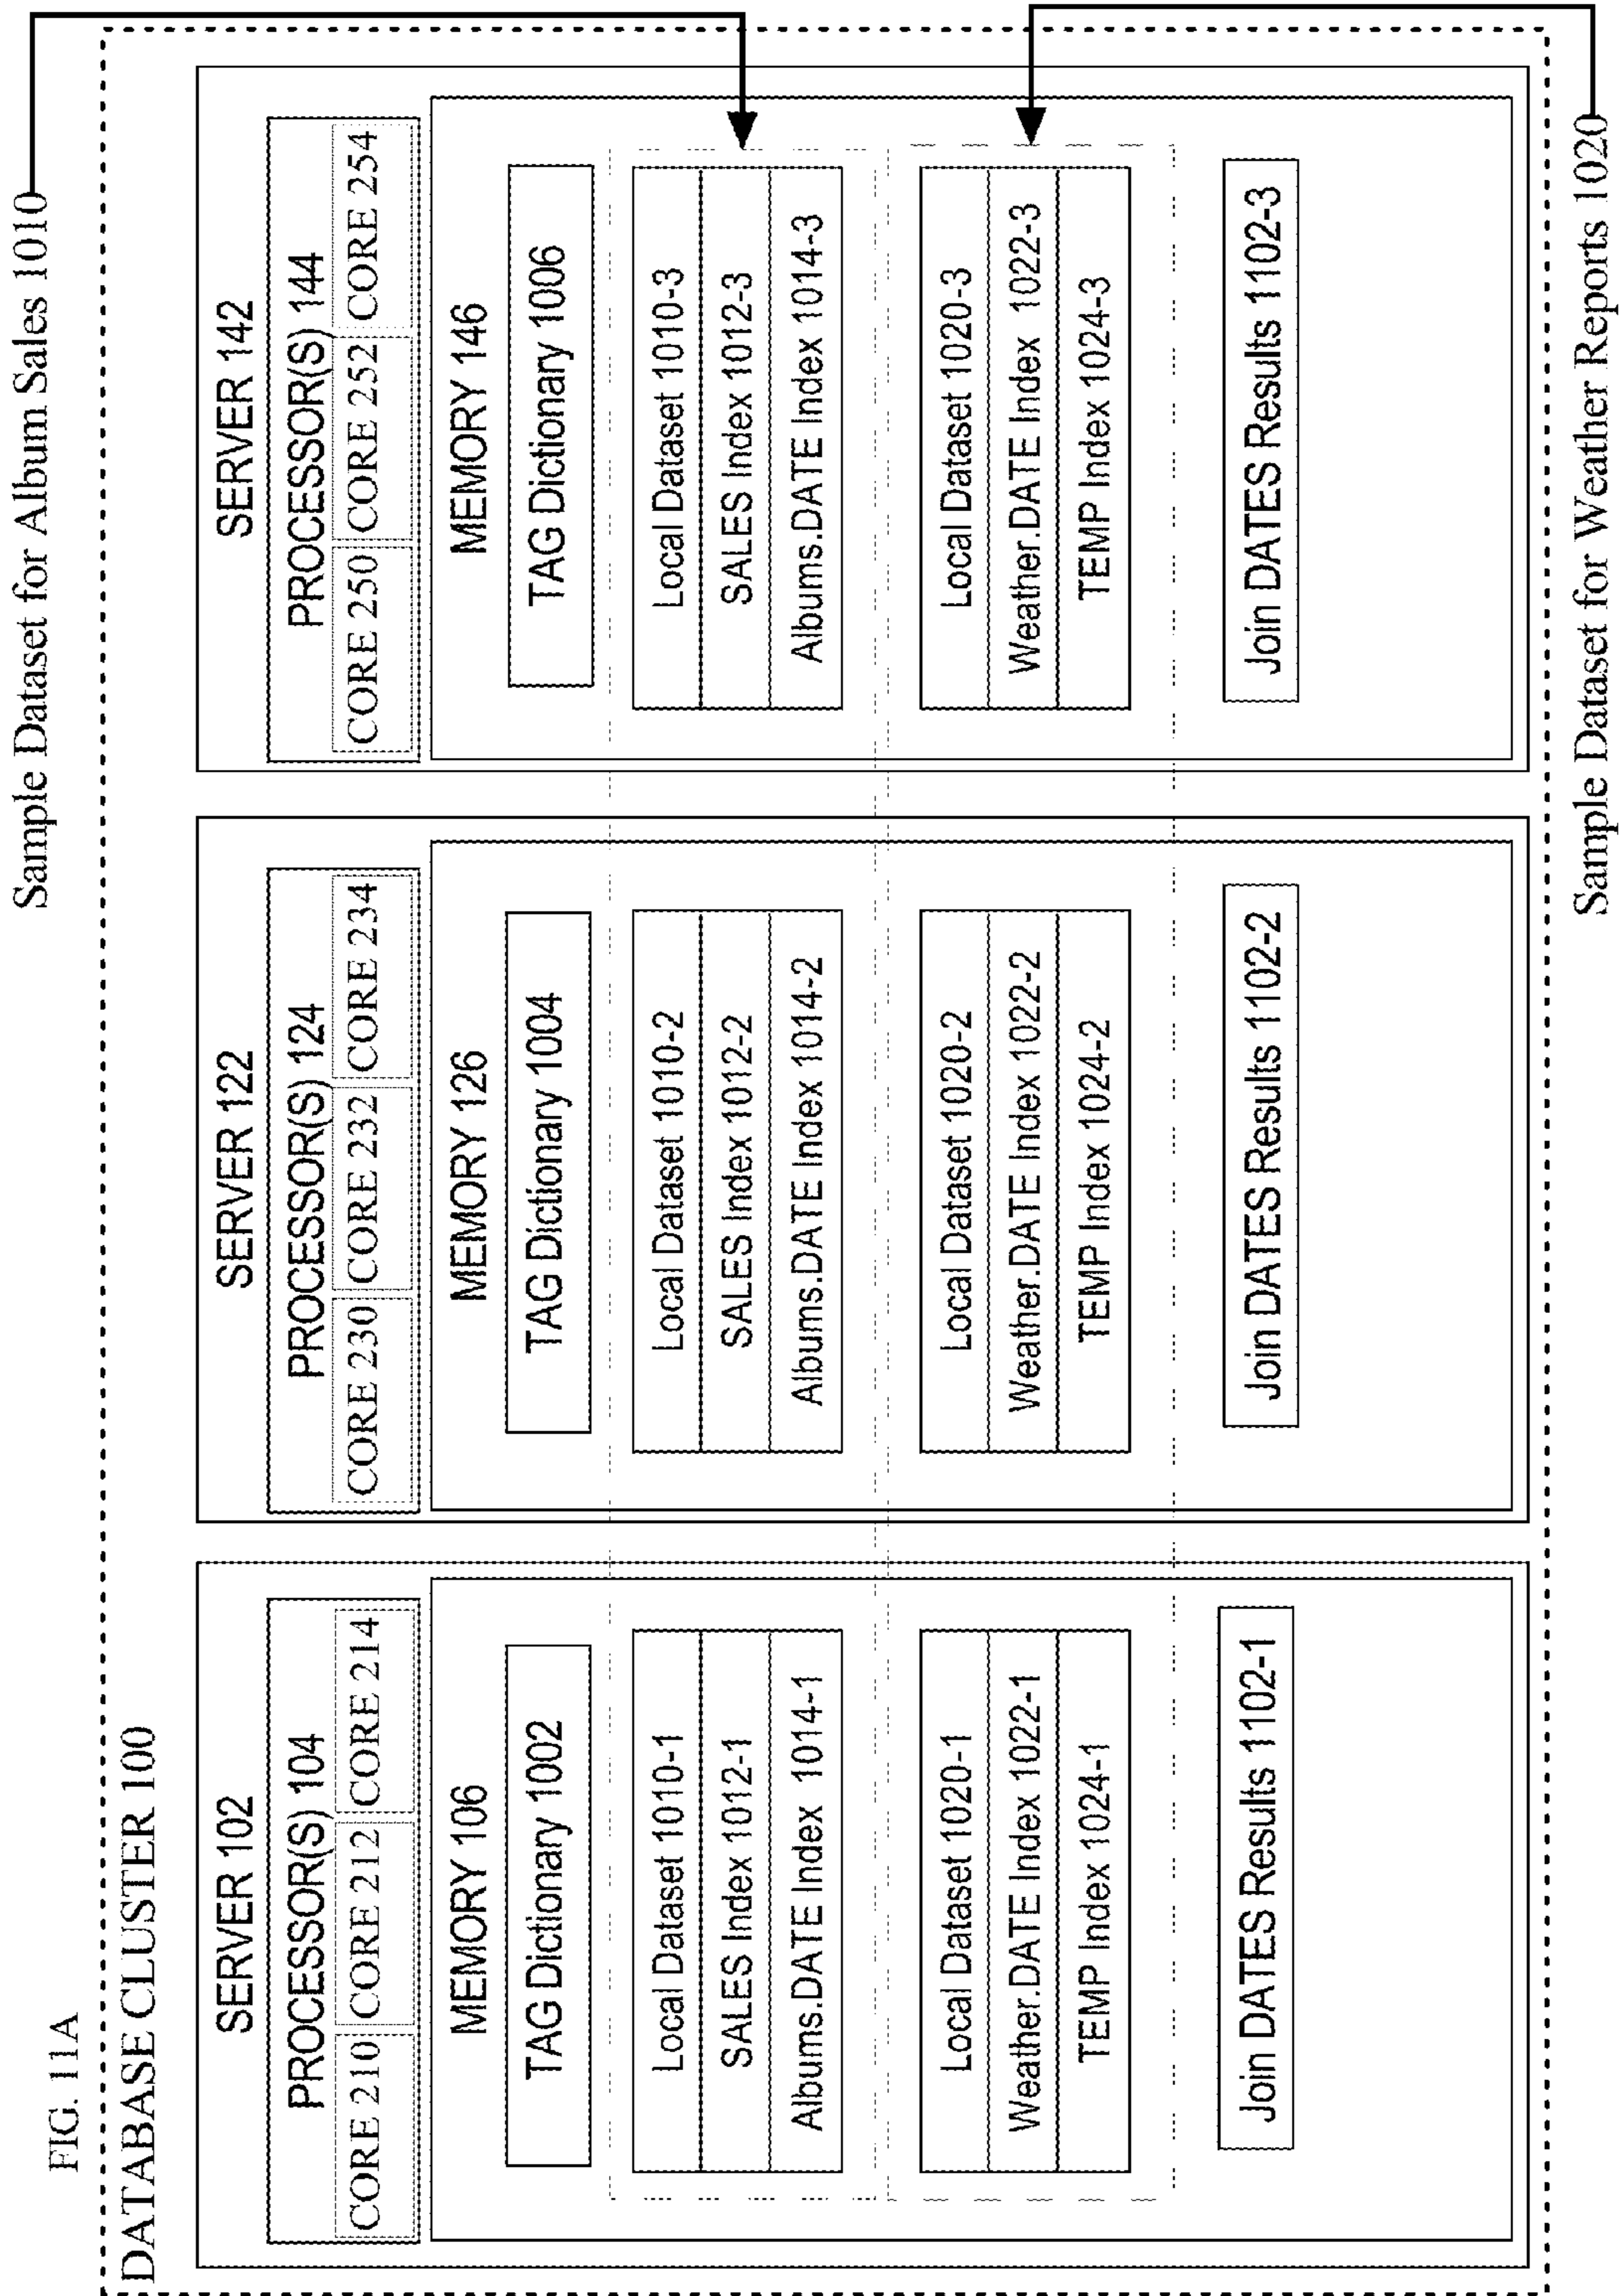 FIG. 11A
Sample Dataset for Album Sales 1010
DATABASE CLUSTER 100
SERVER 102
PROCESSOR(S) 104
CORE 210
CORE 212
CORE 214
MEMORY 106
TAG Dictionary 1002
Local Dataset 1010-1
SALES Index 1012-1
Albums.DATE Index 1014-1
Local Dataset 1020-1
Weather.DATE Index 1022-1
TEMP Index 1024-1
Join DATES Results 1102-1
SERVER 122
PROCESSOR(S) 124
CORE 230
CORE 232
CORE 234
MEMORY 126
TAG Dictionary 1004
Local Dataset 1010-2
SALES Index 1012-2
Albums.DATE Index 1014-2
Local Dataset 1020-2
Weather.DATE Index 1022-2
TEMP Index 1024-2
Join DATES Results 1102-2
SERVER 142
PROCESSOR(S) 144
CORE 250
CORE 252
CORE 254
MEMORY 146
TAG Dictionary 1006
Local Dataset 1010-3
SALES Index 1012-3
Albums.DATE Index 1014-3
Local Dataset 1020-3
Weather.DATE Index 1022-3
TEMP Index 1024-3
Join DATES Results 1102-3
Sample Dataset for Weather Reports 1020